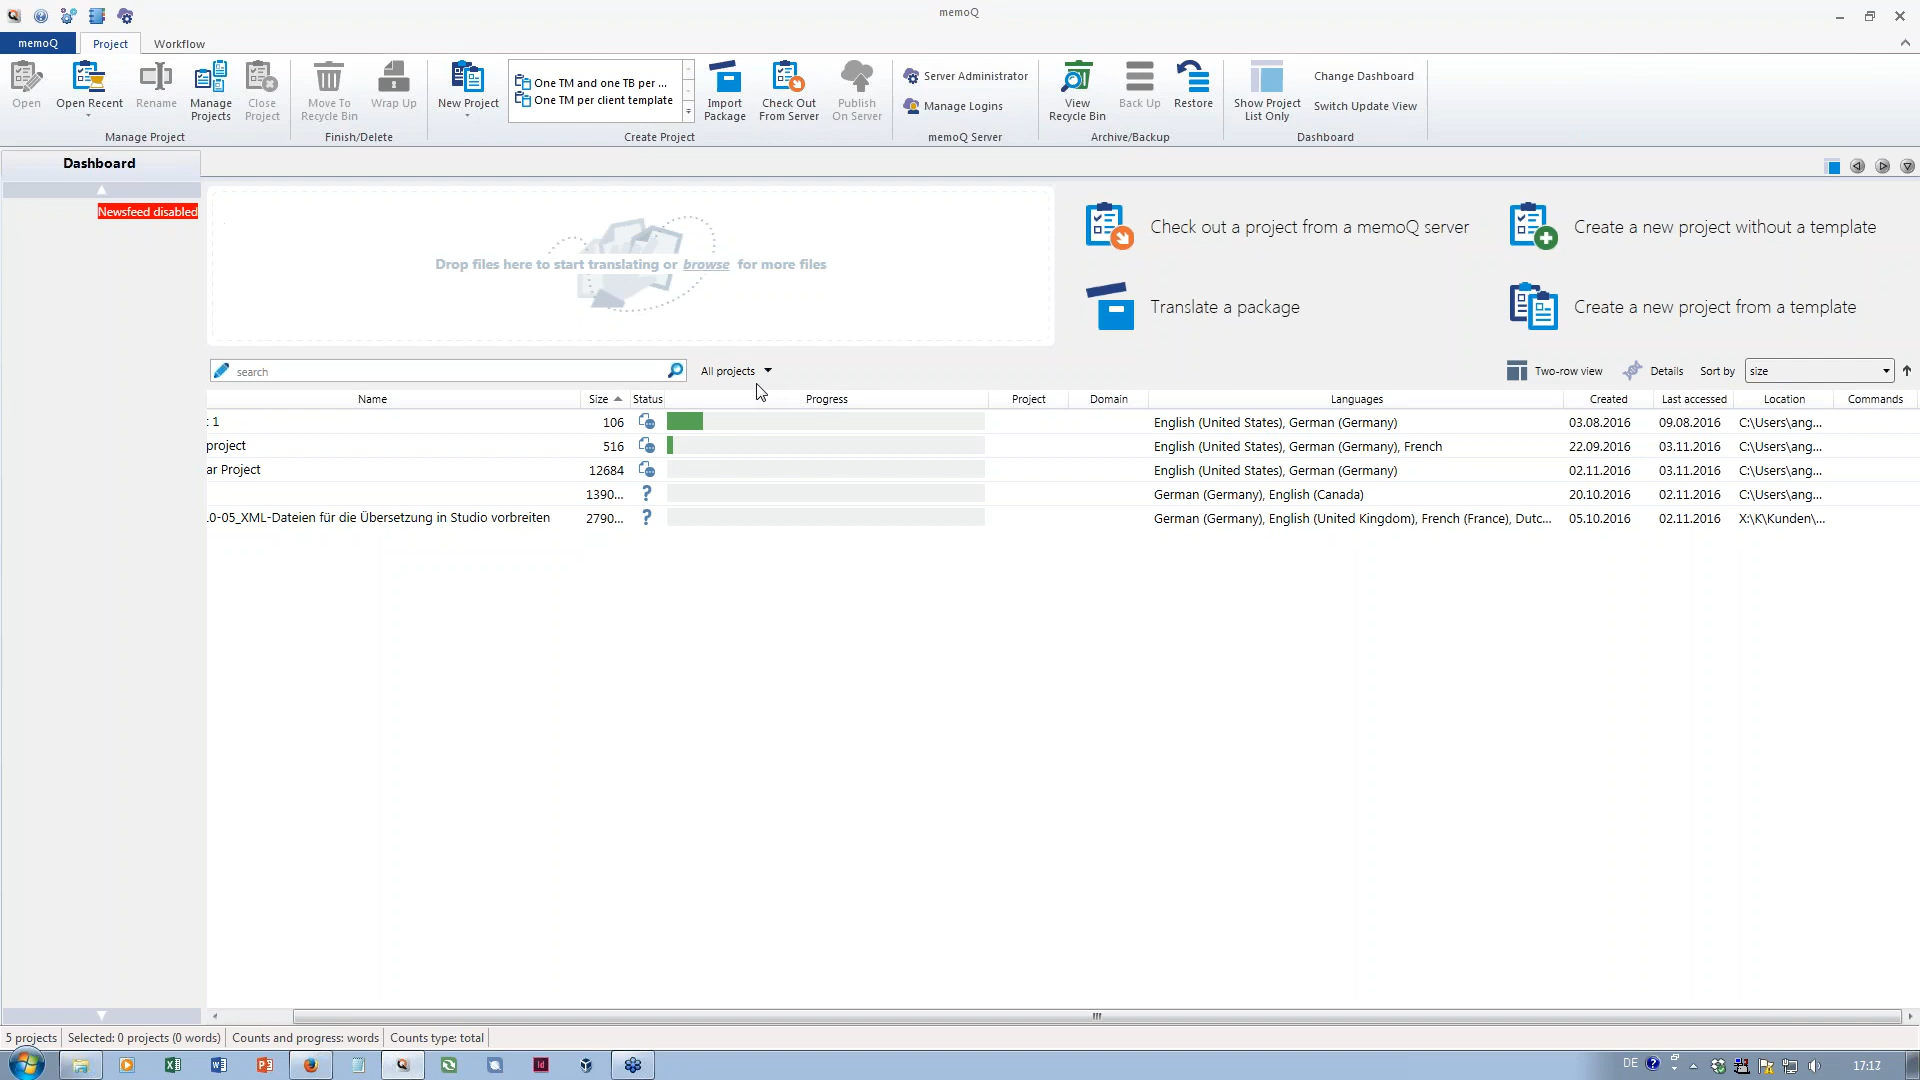 memoQ
memoQ Project Workflow
Open Open Recent Rename Manage Projects Close Project Move To Recycle Bin Wrap Up New Project One TM and one TB per ... Import Package Check Out From Server Publish On Server Server Administrator View Recycle Bin Back Up Restore Show Project List Only Change Dashboard
One TM per client template Manage Logins Switch Update View
Manage Project Finish/Delete Create Project memoQ Server Archive/Backup Dashboard
Dashboard
Newsfeed disabled
Drop files here to start translating or browse for more files
Check out a project from a memoQ server Create a new project without a template
Translate a package Create a new project from a template
search All projects Two-row view Details Sort by size
Name Size Status Progress Project Domain Languages Created Last accessed Location Commands
: 1 106 English (United States), German (Germany) 03.08.2016 09.08.2016 C:\Users\ang...
project 516 English (United States), German (Germany), French 22.09.2016 03.11.2016 C:\Users\ang...
ar Project 12684 English (United States), German (Germany) 02.11.2016 03.11.2016 C:\Users\ang...
1390... ? German (Germany), English (Canada) 20.10.2016 02.11.2016 C:\Users\ang...
.0-05_XML-Dateien für die Übersetzung in Studio vorbreiten 2790... ? German (Germany), English (United Kingdom), French (France), Dutc... 05.10.2016 02.11.2016 X:\K\Kunden\...
5 projects Selected: 0 projects (0 words) Counts and progress: words Counts type: total
DE 17:17